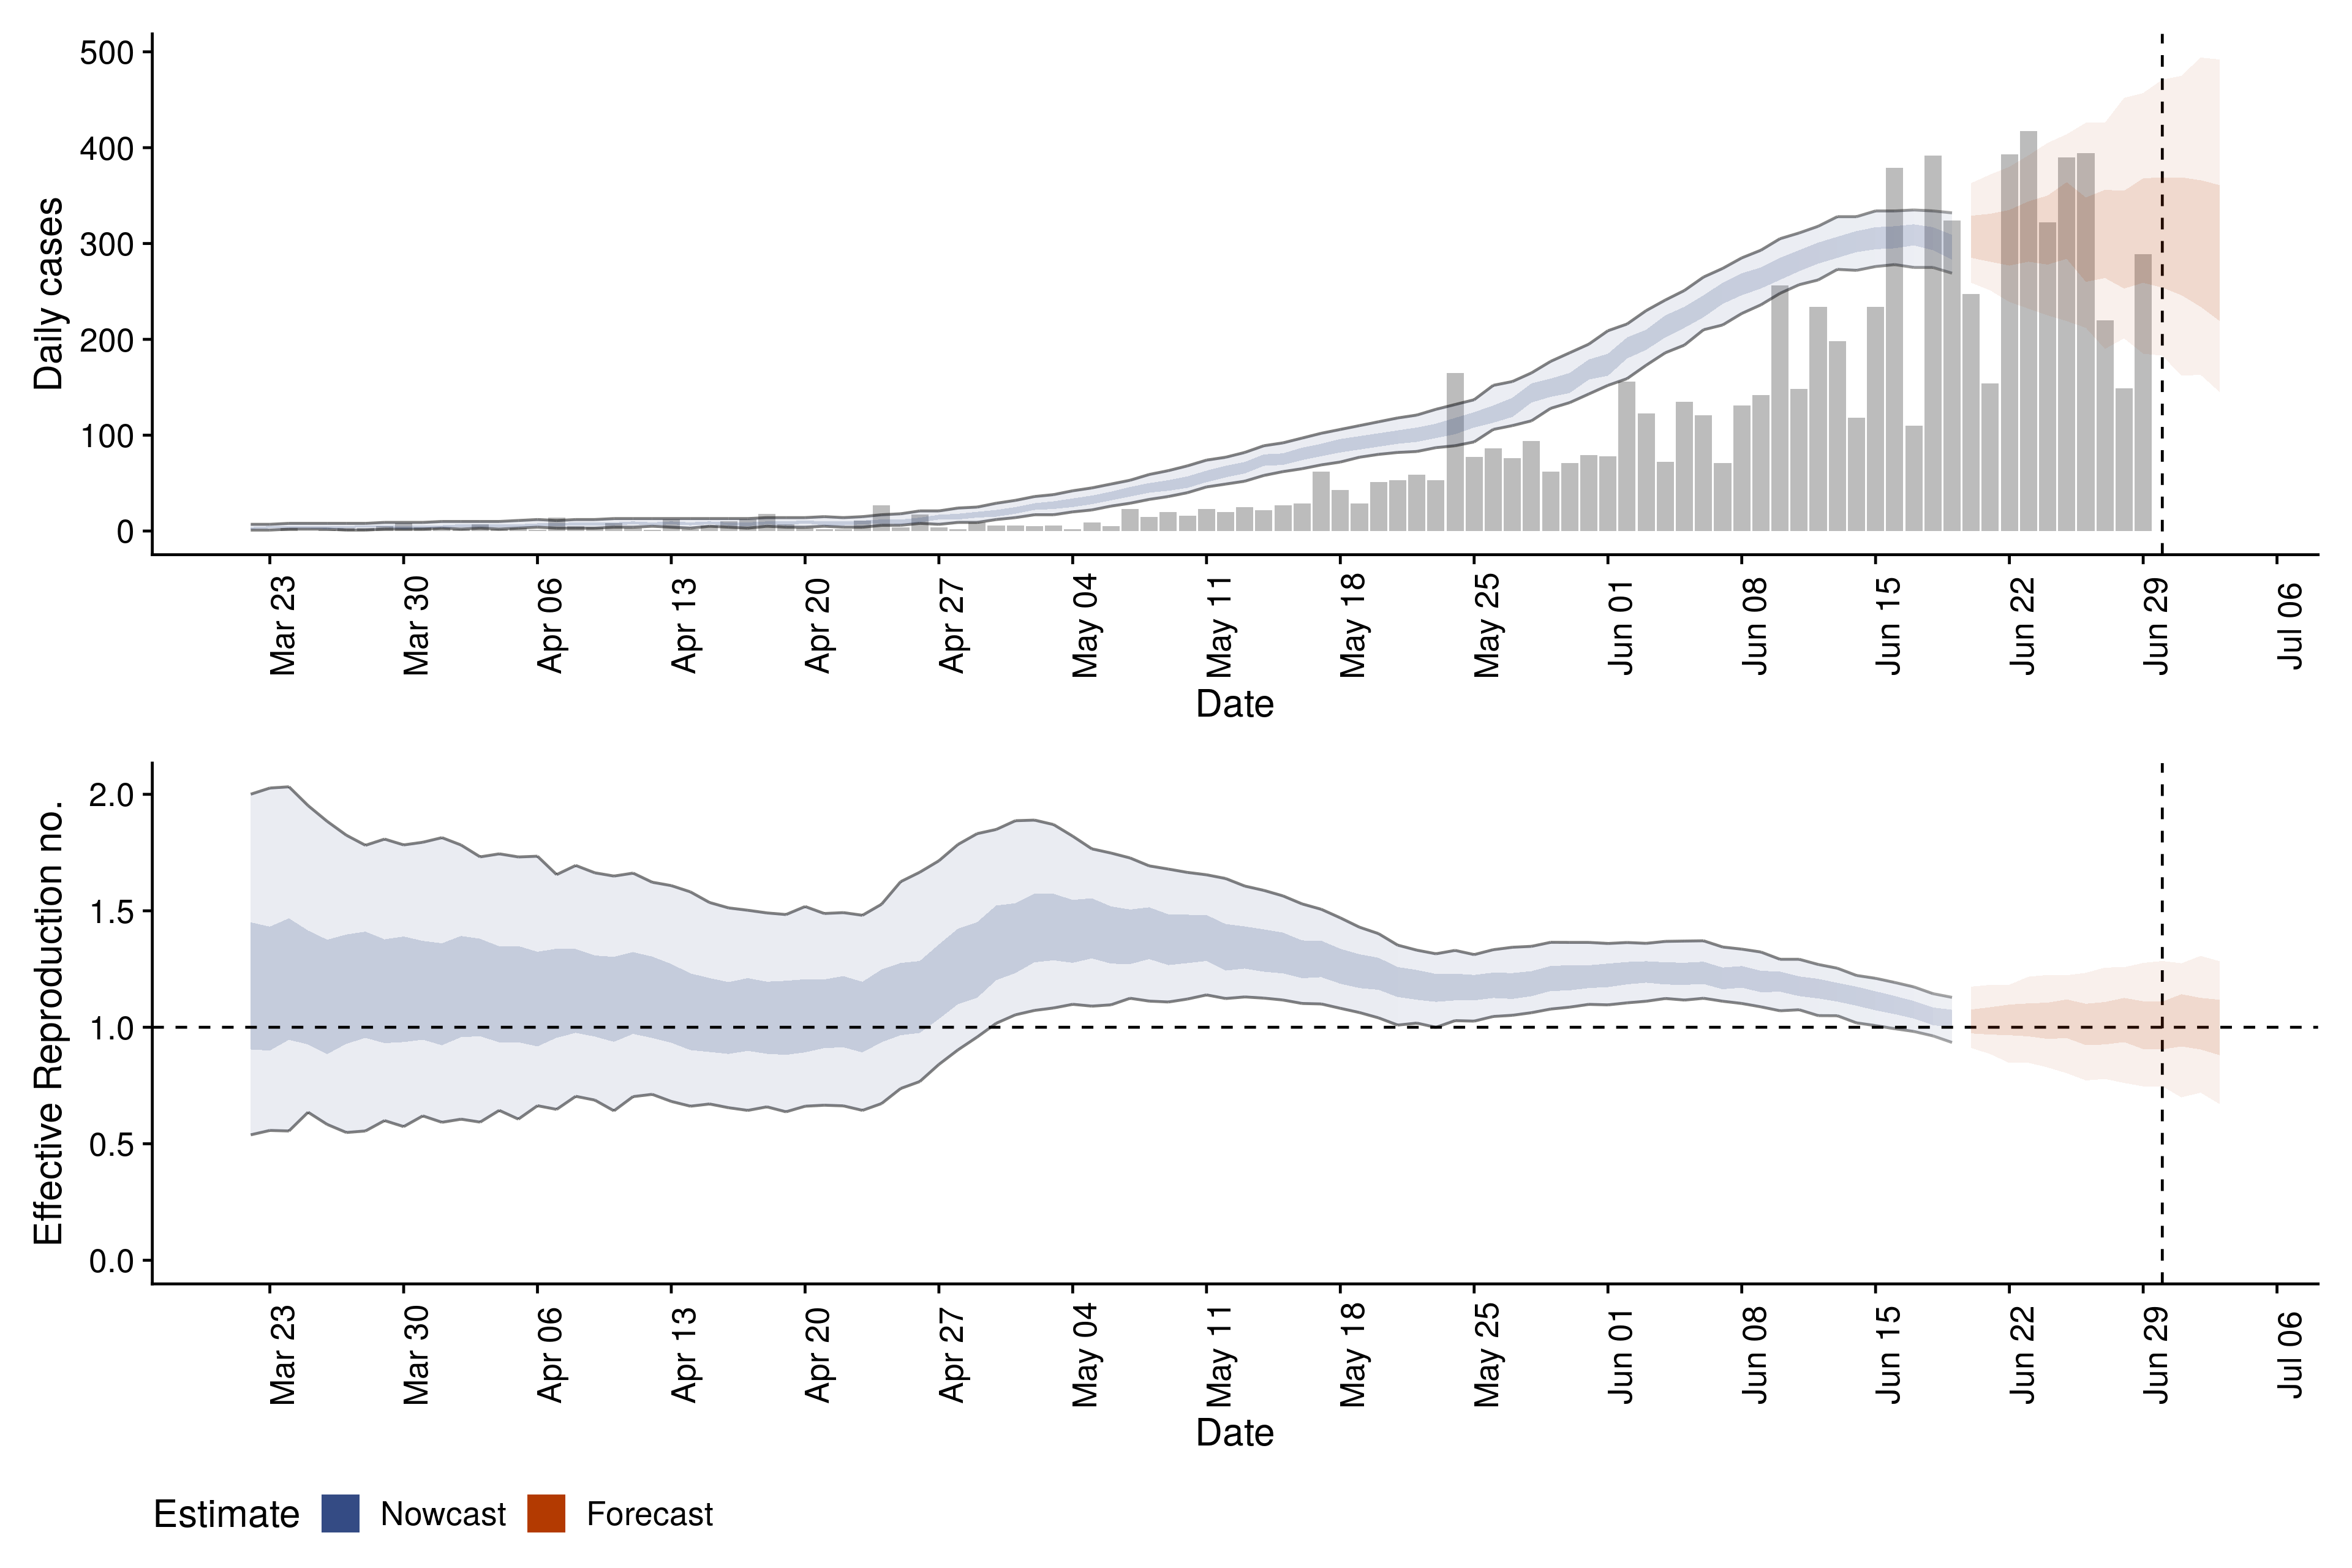 Daily cases
500
400
300
200
100
0
Mar 23
Mar 30
Apr 06
Apr 13
Apr 20
Apr 27
May 04
May 11
May 18
May 25
Jun 01
Jun 08
Jun 15
Jun 22
Jun 29
Jul 06
Date
Effective Reproduction no.
2.0
1.5
1.0
0.5
0.0
Mar 23
Mar 30
Apr 06
Apr 13
Apr 20
Apr 27
May 04
May 11
May 18
May 25
Jun 01
Jun 08
Jun 15
Jun 22
Jun 29
Jul 06
Date
Estimate Nowcast Forecast